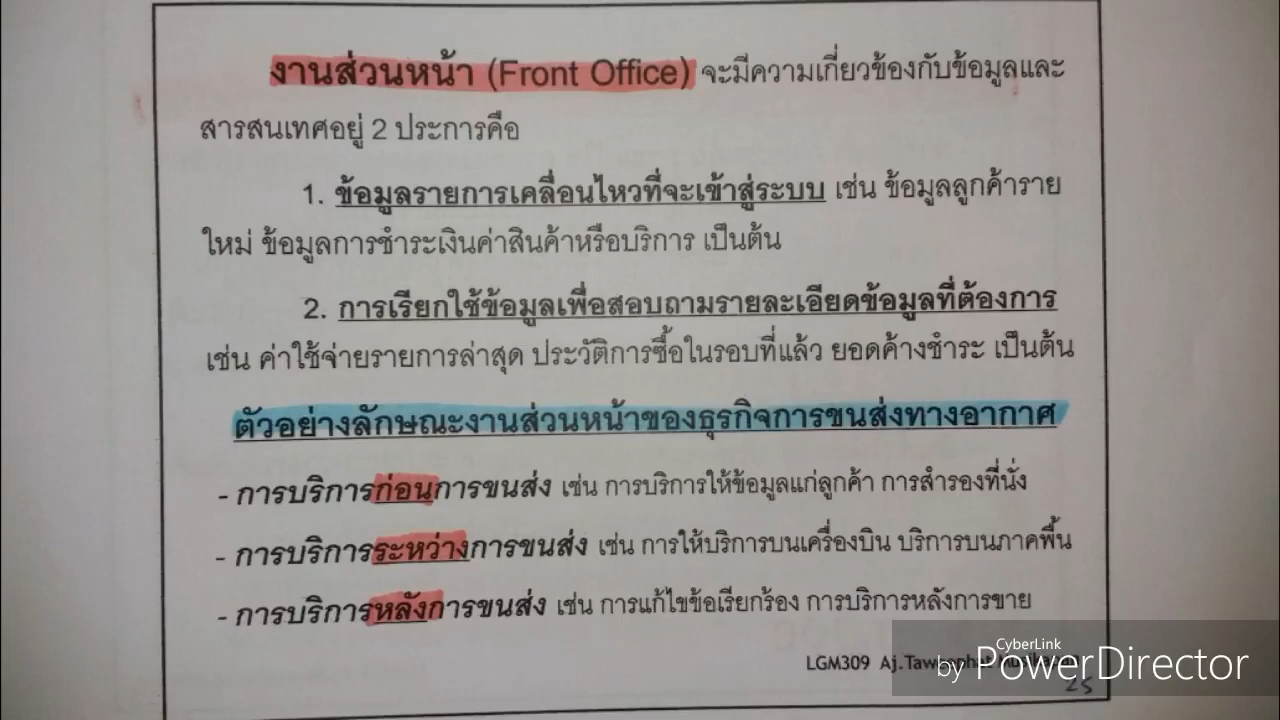 งานส่วนหน้า (Front Office) จะมีความเกี่ยวข้องกับข้อมูลและ
สารสนเทศอยู่ 2 ประการคือ
1. ข้อมูลรายการเคลื่อนไหวที่จะเข้าสู่ระบบ เช่น ข้อมูลลูกค้าราย
ใหม่ ข้อมูลการชำระเงินค่าสินค้าหรือบริการ เป็นต้น
2. การเรียกใช้ข้อมูลเพื่อสอบถามรายละเอียดข้อมูลที่ต้องการ
เช่น ค่าใช้จ่ายรายการล่าสุด ประวัติการซื้อในรอบที่แล้ว ยอดค้างชำระ เป็นต้น
ตัวอย่างลักษณะงานส่วนหน้าของธุรกิจการขนส่งทางอากาศ
- การบริการก่อนการขนส่ง เช่น การบริการให้ข้อมูลแก่ลูกค้า การสำรองที่นั่ง
- การบริการระหว่างการขนส่ง เช่น การให้บริการบนเครื่องบิน บริการบนภาคพื้น
- การบริการหลังการขนส่ง เช่น การแก้ไขข้อเรียกร้อง การบริการหลังการขาย
LGM309 Aj.
CyberLink
by PowerDirector
25